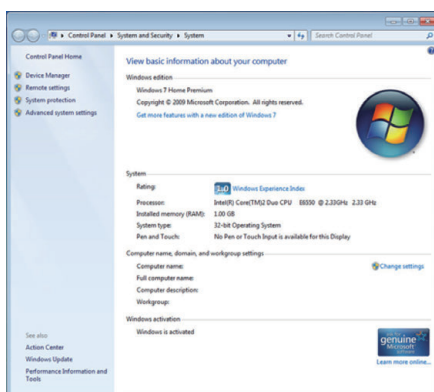 Control Panel ▸ System and Security ▸ System
Search Control Panel
Control Panel Home
Device Manager
Remote settings
System protection
Advanced system settings
See also
Action Center
Windows Update
Performance Information and
Tools
View basic information about your computer
Windows edition
Windows 7 Home Premium
Copyright © 2009 Microsoft Corporation. All rights reserved.
Get more features with a new edition of Windows 7
System
Rating:
1.0 Windows Experience Index
Processor: Intel(R) Core(TM)2 Duo CPU E6550 @ 2.33GHz 2.33 GHz
Installed memory (RAM): 1.00 GB
System type: 32-bit Operating System
Pen and Touch: No Pen or Touch Input is available for this Display
Computer name, domain, and workgroup settings
Computer name:
Change settings
Full computer name:
Computer description:
Workgroup:
Windows activation
Windows is activated
genuine
Microsoft
software
Learn more online...